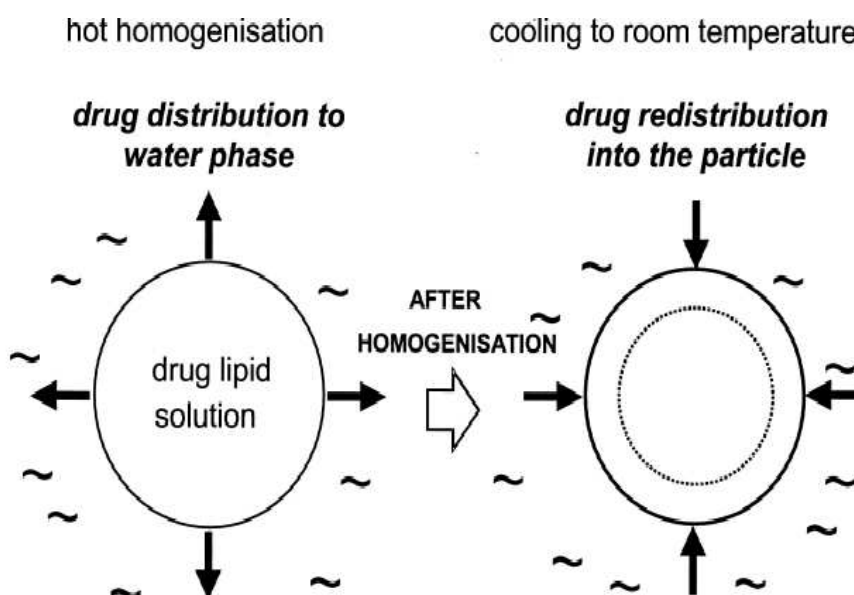 hot homogenisation
cooling to room temperature
drug distribution to
water phase
drug redistribution
into the particle
AFTER
HOMOGENISATION
drug lipid
solution